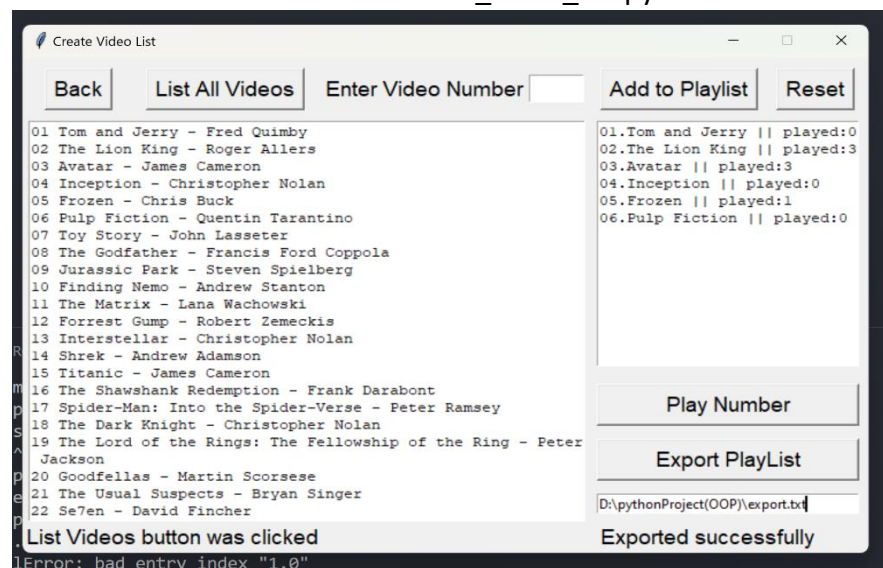 Create Video List
Back
List All Videos
Enter Video Number
Add to Playlist
Reset
01 Tom and Jerry - Fred Quimby
02 The Lion King - Roger Allers
03 Avatar - James Cameron
04 Inception - Christopher Nolan
05 Frozen - Chris Buck
06 Pulp Fiction - Quentin Tarantino
07 Toy Story - John Lasseter
08 The Godfather - Francis Ford Coppola
09 Jurassic Park - Steven Spielberg
10 Finding Nemo - Andrew Stanton
11 The Matrix - Lana Wachowski
12 Forrest Gump - Robert Zemeckis
13 Interstellar - Christopher Nolan
14 Shrek - Andrew Adamson
15 Titanic - James Cameron
16 The Shawshank Redemption - Frank Darabont
17 Spider-Man: Into the Spider-Verse - Peter Ramsey
18 The Dark Knight - Christopher Nolan
19 The Lord of the Rings: The Fellowship of the Ring - Peter
Jackson
20 Goodfellas - Martin Scorsese
21 The Usual Suspects - Bryan Singer
22 Se7en - David Fincher
01.Tom and Jerry || played:0
02.The Lion King || played:3
03.Avatar || played:3
04.Inception || played:0
05.Frozen || played:1
06.Pulp Fiction || played:0
Play Number
Export PlayList
D:\pythonProject(OOP)\export.txt
List Videos button was clicked
Exported successfully
lError: bad entry index "1.0"